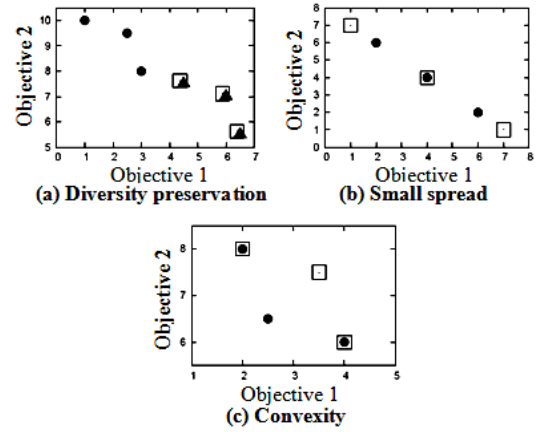 Objective 2
10
9
8
7
6
5
0 1 2 3 4 5 6 7
Objective 1
(a) Diversity preservation
Objective 2
8
7
6
5
4
3
2
1
0
0 1 2 3 4 5 6 7 8
Objective 1
(b) Small spread
Objective 2
8
7
6
1 2 3 4 5
Objective 1
(c) Convexity